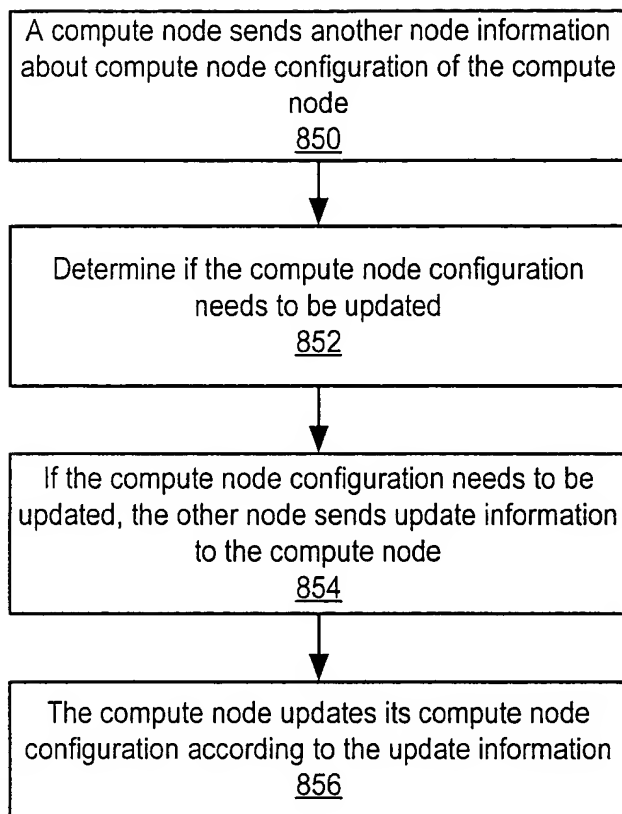 A compute node sends another node information
about compute node configuration of the compute
node
850
Determine if the compute node configuration
needs to be updated
852
If the compute node configuration needs to be
updated, the other node sends update information
to the compute node
854
The compute node updates its compute node
configuration according to the update information
856